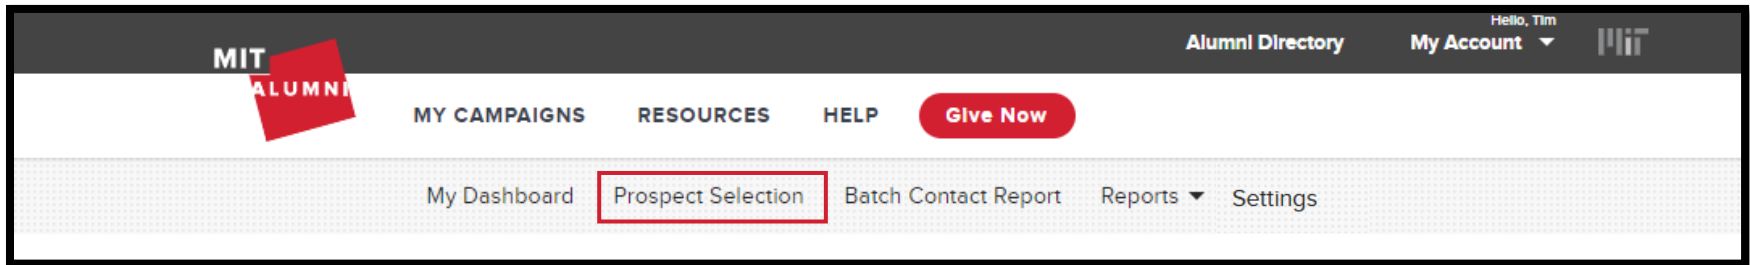 Hello, Tim
Alumni Directory My Account
MIT
ALUMNI
MY CAMPAIGNS RESOURCES HELP Give Now
My Dashboard Prospect Selection Batch Contact Report Reports Settings